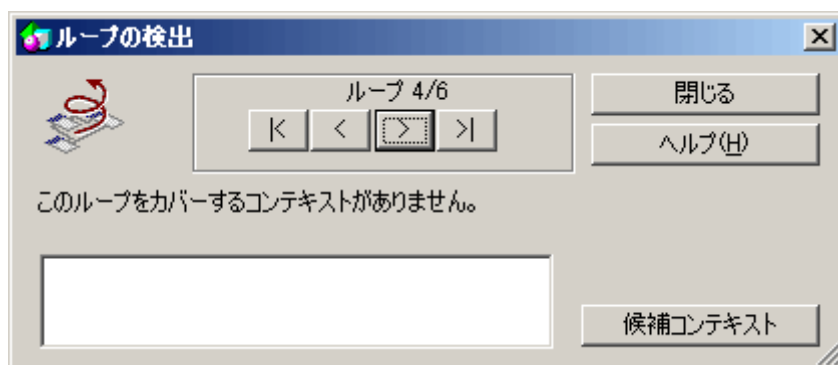 ループの検出
ループ 4/6
|< < > >|
閉じる
ヘルプ(H)
このループをカバーするコンテキストがありません。
候補コンテキスト